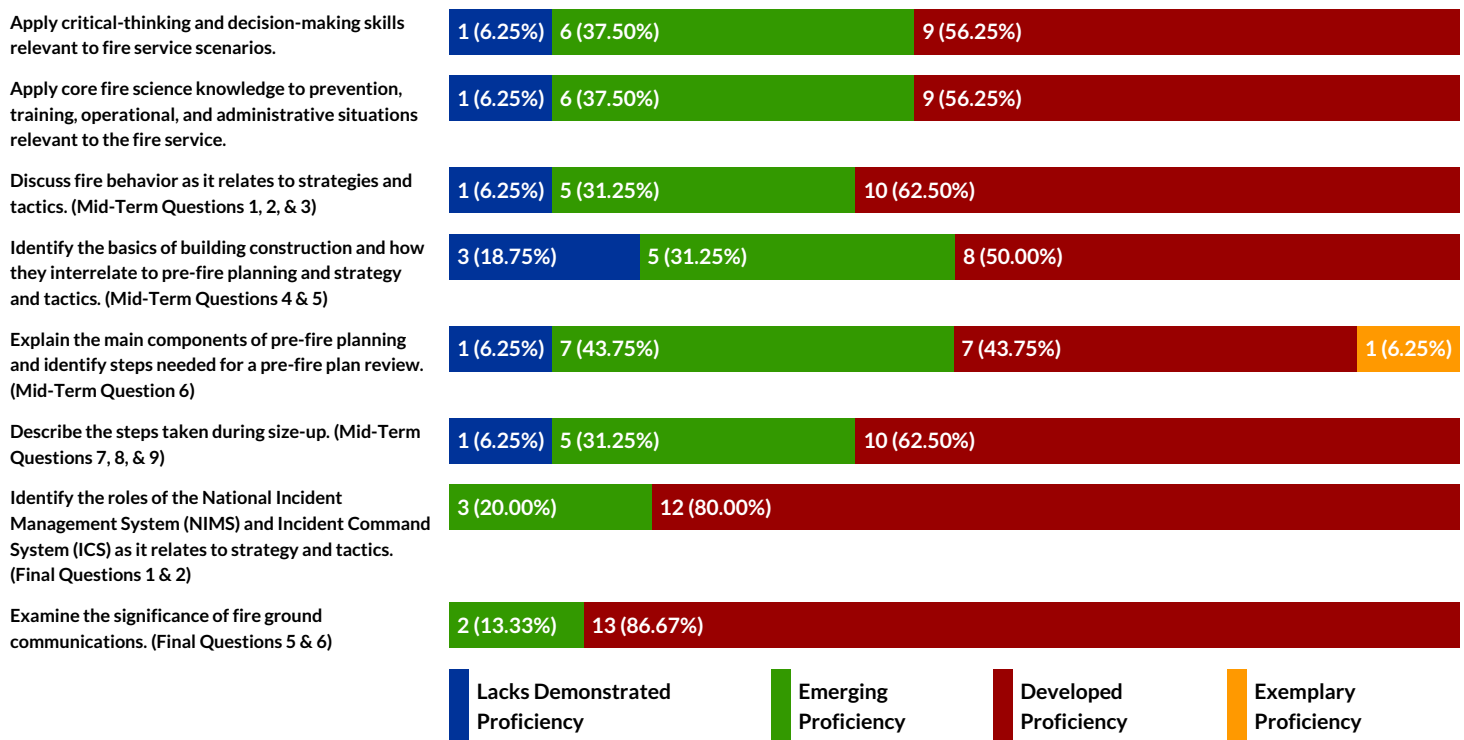 Apply critical-thinking and decision-making skills
relevant to fire service scenarios.
1 (6.25%) 6 (37.50%) 9 (56.25%)
Apply core fire science knowledge to prevention,
training, operational, and administrative situations
relevant to the fire service.
1 (6.25%) 6 (37.50%) 9 (56.25%)
Discuss fire behavior as it relates to strategies and
tactics. (Mid-Term Questions 1, 2, & 3)
1 (6.25%) 5 (31.25%) 10 (62.50%)
Identify the basics of building construction and how
they interrelate to pre-fire planning and strategy
and tactics. (Mid-Term Questions 4 & 5)
3 (18.75%) 5 (31.25%) 8 (50.00%)
Explain the main components of pre-fire planning
and identify steps needed for a pre-fire plan review.
(Mid-Term Question 6)
1 (6.25%) 7 (43.75%) 7 (43.75%) 1 (6.25%)
Describe the steps taken during size-up. (Mid-Term
Questions 7, 8, & 9)
1 (6.25%) 5 (31.25%) 10 (62.50%)
Identify the roles of the National Incident
Management System (NIMS) and Incident Command
System (ICS) as it relates to strategy and tactics.
(Final Questions 1 & 2)
3 (20.00%) 12 (80.00%)
Examine the significance of fire ground
communications. (Final Questions 5 & 6)
2 (13.33%) 13 (86.67%)
Lacks Demonstrated
Proficiency
Emerging
Proficiency
Developed
Proficiency
Exemplary
Proficiency